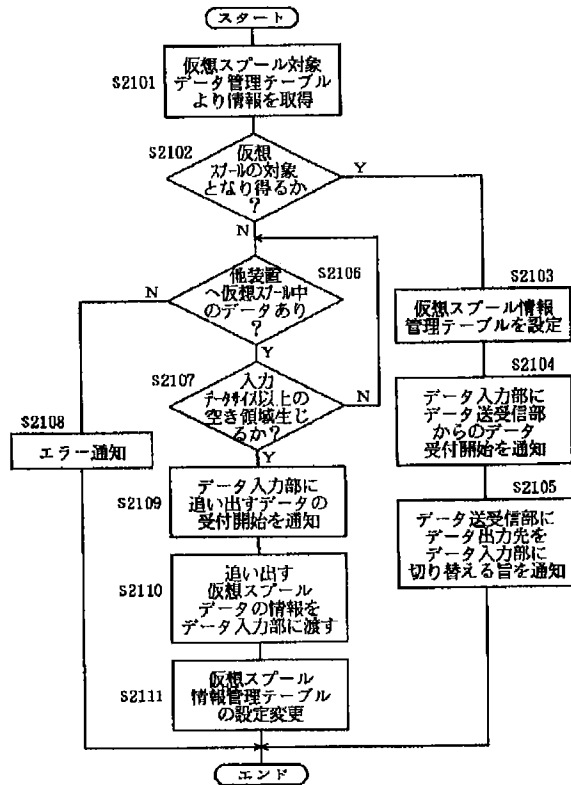 スタート
S2101
仮想スプール対象
データ管理テーブル
より情報を取得
S2102
仮想
スプールの対象
となり得るか
?
Y
N
S2106
他装置
へ仮想スプール中
のデータあり
?
N
Y
S2103
仮想スプール情報
管理テーブルを設定
S2107
入力
データサイズ以上の
空き領域生じ
るか?
N
Y
S2104
データ入力部に
データ送受信部
からのデータ
受付開始を通知
S2108
エラー通知
S2109
データ入力部に
追い出すデータの
受付開始を通知
S2105
データ送受信部に
データ出力先を
データ入力部に
切り替える旨を通知
S2110
追い出す
仮想スプール
データの情報を
データ入力部に渡す
S2111
仮想スプール
情報管理テーブル
の設定変更
エンド